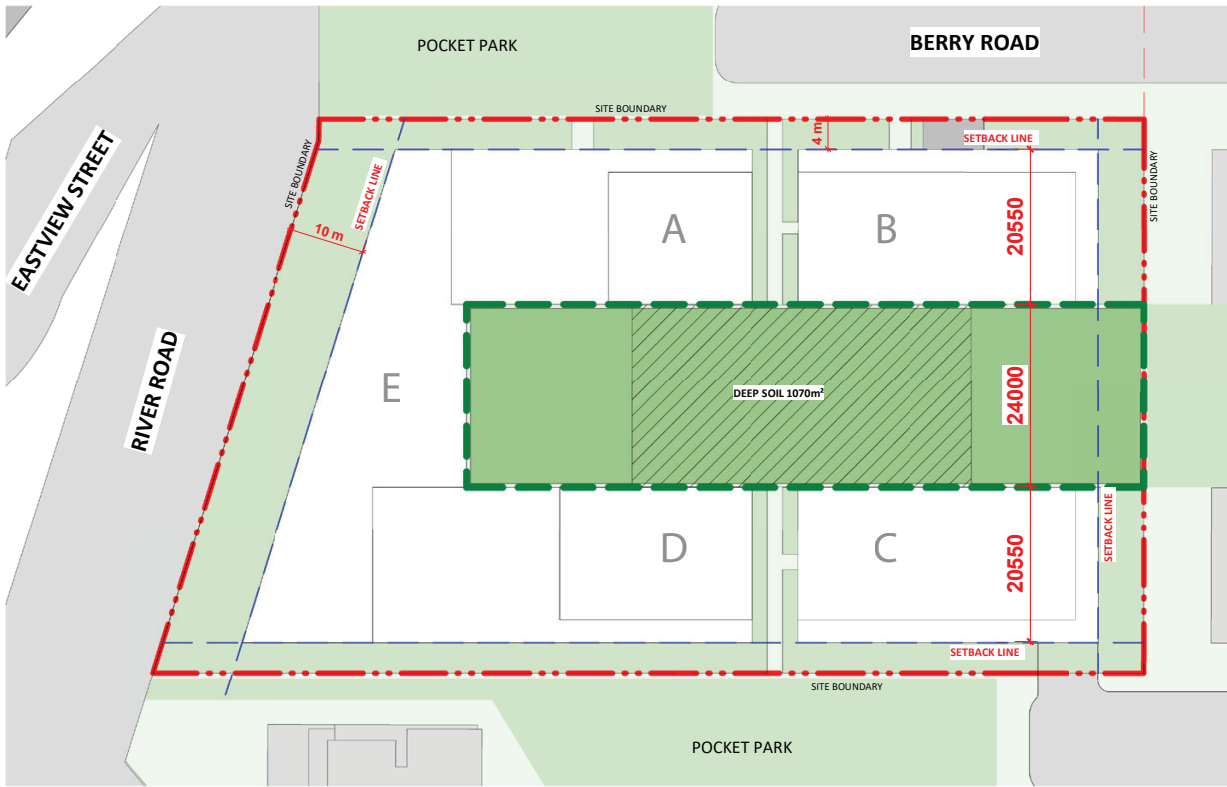 POCKET PARK
BERRY ROAD
SITE BOUNDARY
4 m
SETBACK LINE
EASTVIEW STREET
SITE BOUNDARY
SETBACK LINE
SITE BOUNDARY
10 m
A
B
20550
RIVER ROAD
E
DEEP SOIL 1070m²
24000
D
C
20550
SETBACK LINE
SETBACK LINE
SITE BOUNDARY
POCKET PARK